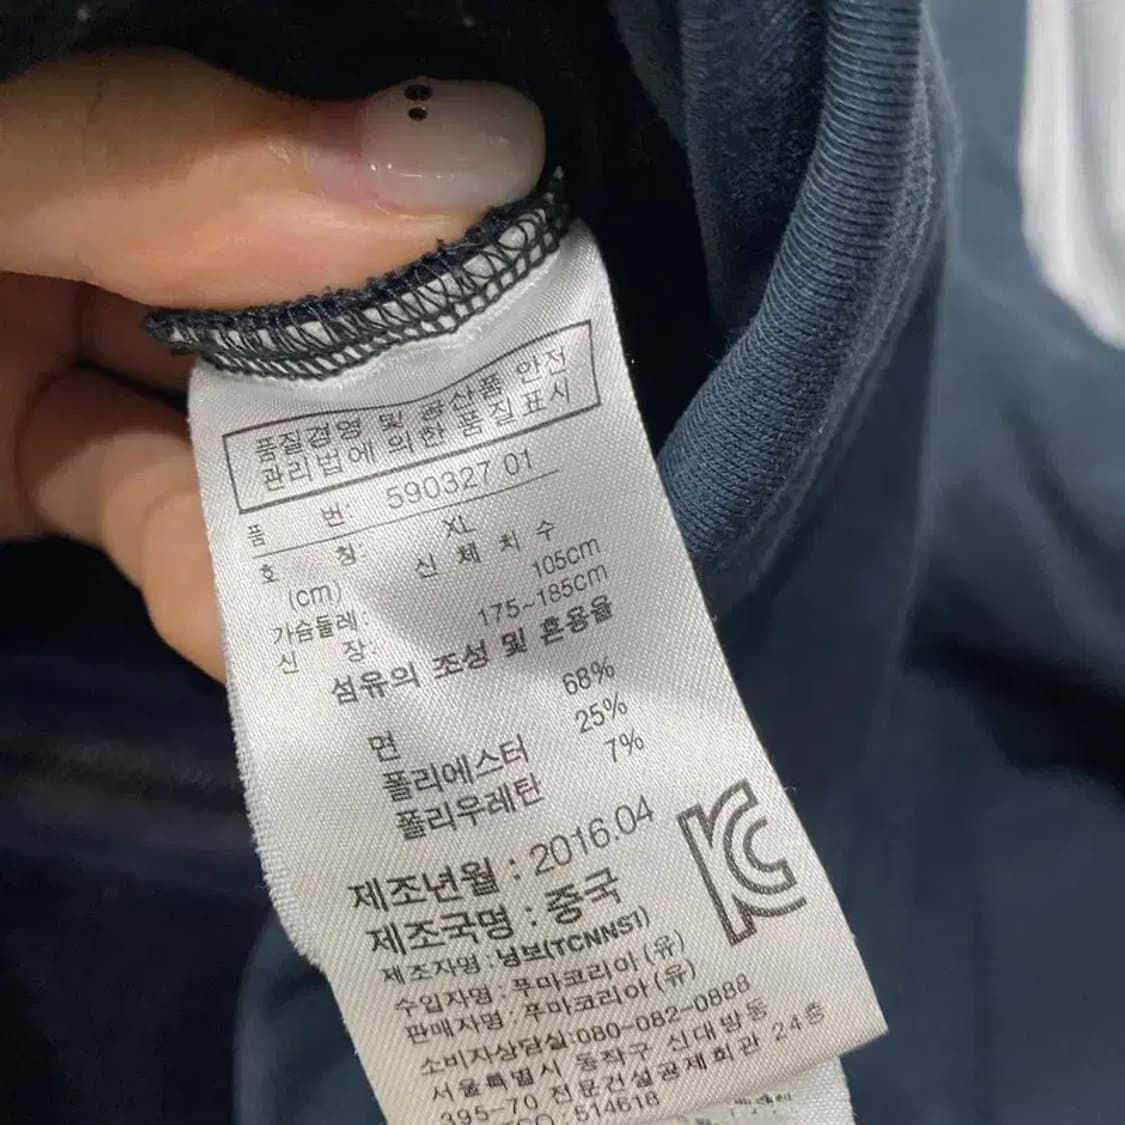 품질경영 및 공산품 안전
관리법에 의한 품질표시
품 번: 590327 01
호 칭: XL
(cm) 신 체 치 수
가슴둘레: 105cm
신 장: 175~185cm
섬유의 조성 및 혼용율
면 68%
폴리에스터 25%
폴리우레탄 7%
제조년월 : 2016.04
제조국명 : 중국
제조자명 : 닝보(TCNNS1)
수입자명 : 푸마코리아 (유)
판매자명 : 푸마코리아 (유)
소비자상담실:080-082-0888
서울특별시 동작구 신대방동
395-70 전문건설공제회관 24층
: 514618
KC